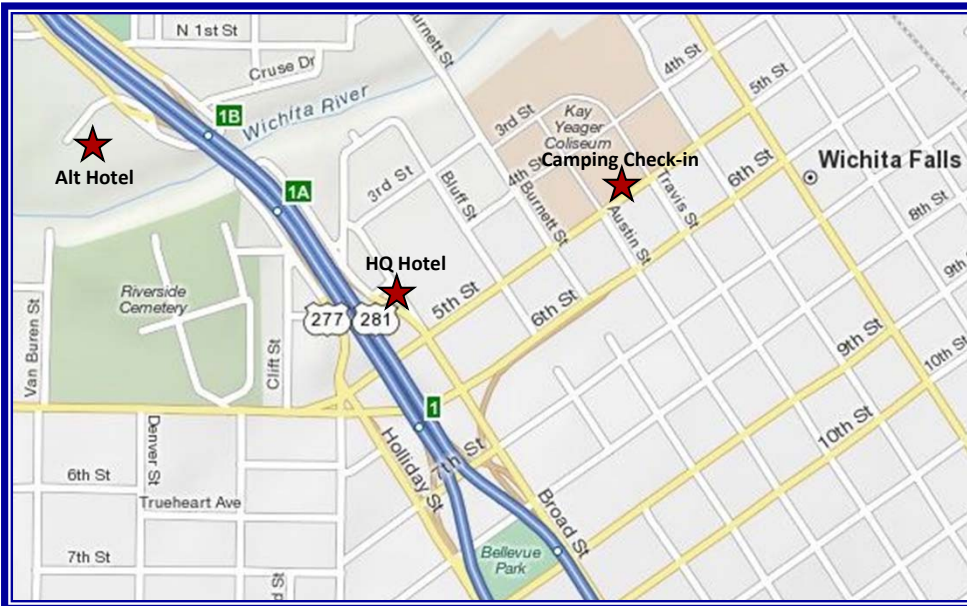 N 1st St
Cruse Dr
urnett St
4th St
5th St
1B
Wichita River
3rd St
Kay
Yeager
Coliseum
Camping Check-in
Alt Hotel
1A
3rd St
Bluff St
4th St
Burnett St
Austin St
Travis St
6th St
Wichita Falls
8th St
9th
HQ Hotel
Riverside
Cemetery
277
281
5th St
6th St
Van Buren St
Clift St
9th St
10th St
1
Denver St
Holliday St
7th St
10th St
6th St
Trueheart Ave
Broad St
Bellevue
Park
7th St
d St